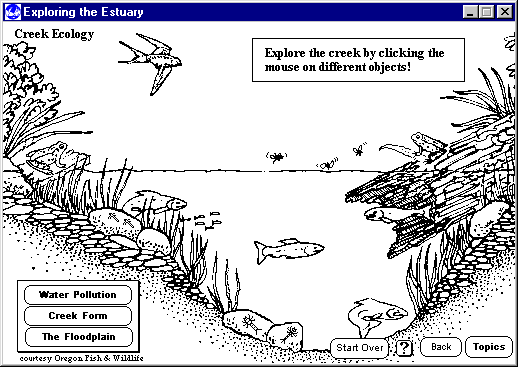 Exploring the Estuary
Creek Ecology
Explore the creek by clicking the
mouse on different objects!
Water Pollution
Creek Form
The Floodplain
courtesy Oregon Fish & Wildlife
Start Over
?
Back
Topics